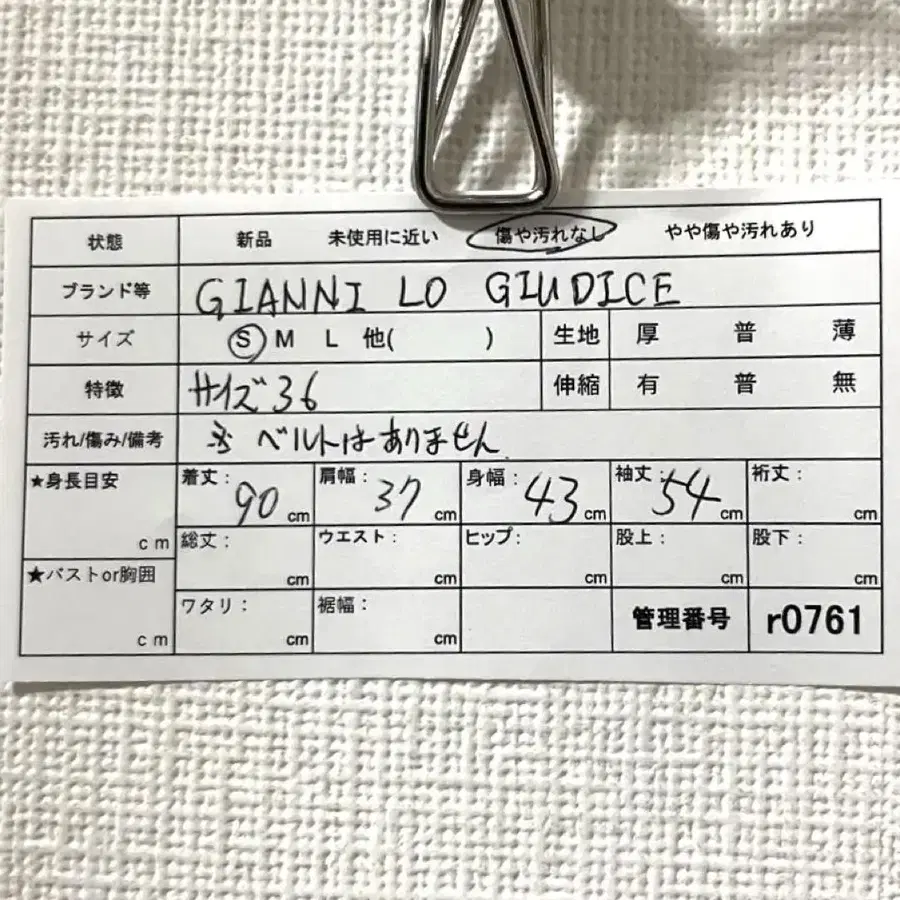 状態 新品 未使用に近い 傷や汚れなし やや傷や汚れあり
ブランド等 GIANNI LO GIUDICE
サイズ S M L 他( ) 生地 厚 普 薄
特徴 サイズ36 伸縮 有 普 無
汚れ/傷み/備考 ※ ベルトはありません
★身長目安 cm 着丈: 90 cm 肩幅: 37 cm 身幅: 43 cm 袖丈: 54 cm 裄丈: cm
総丈: cm ウエスト: cm ヒップ: cm 股上: cm 股下: cm
★バストor胸囲 cm ワタリ: cm 裾幅: cm 管理番号 r0761